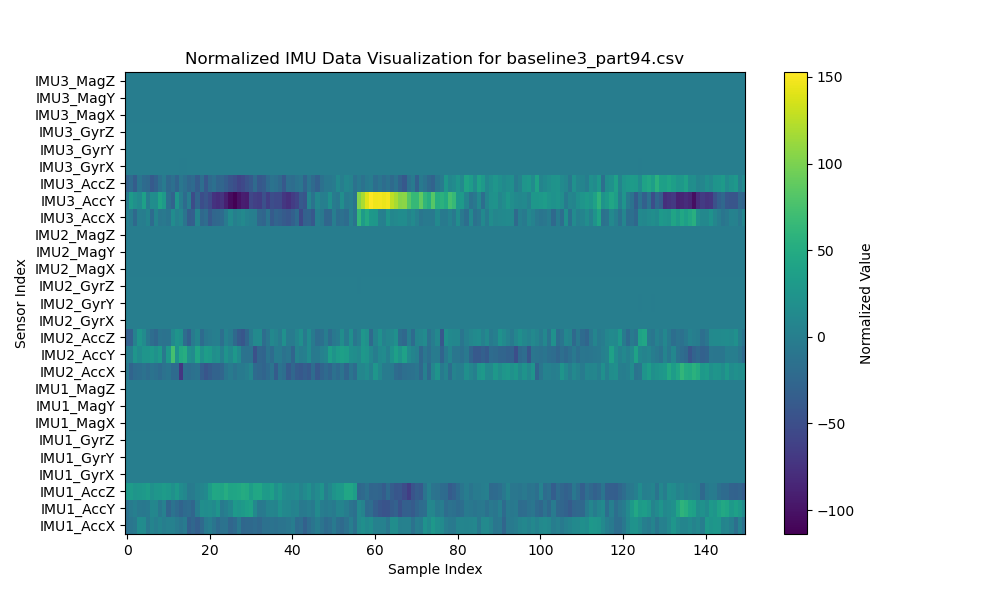 Normalized IMU Data Visualization for baseline3_part94.csv
IMU3_MagZ
IMU3_MagY
IMU3_MagX
IMU3_GyrZ
IMU3_GyrY
IMU3_GyrX
IMU3_AccZ
IMU3_AccY
IMU3_AccX
IMU2_MagZ
IMU2_MagY
IMU2_MagX
IMU2_GyrZ
IMU2_GyrY
IMU2_GyrX
IMU2_AccZ
IMU2_AccY
IMU2_AccX
IMU1_MagZ
IMU1_MagY
IMU1_MagX
IMU1_GyrZ
IMU1_GyrY
IMU1_GyrX
IMU1_AccZ
IMU1_AccY
IMU1_AccX
Sensor Index
0 20 40 60 80 100 120 140
Sample Index
150
100
50
0
−50
−100
Normalized Value